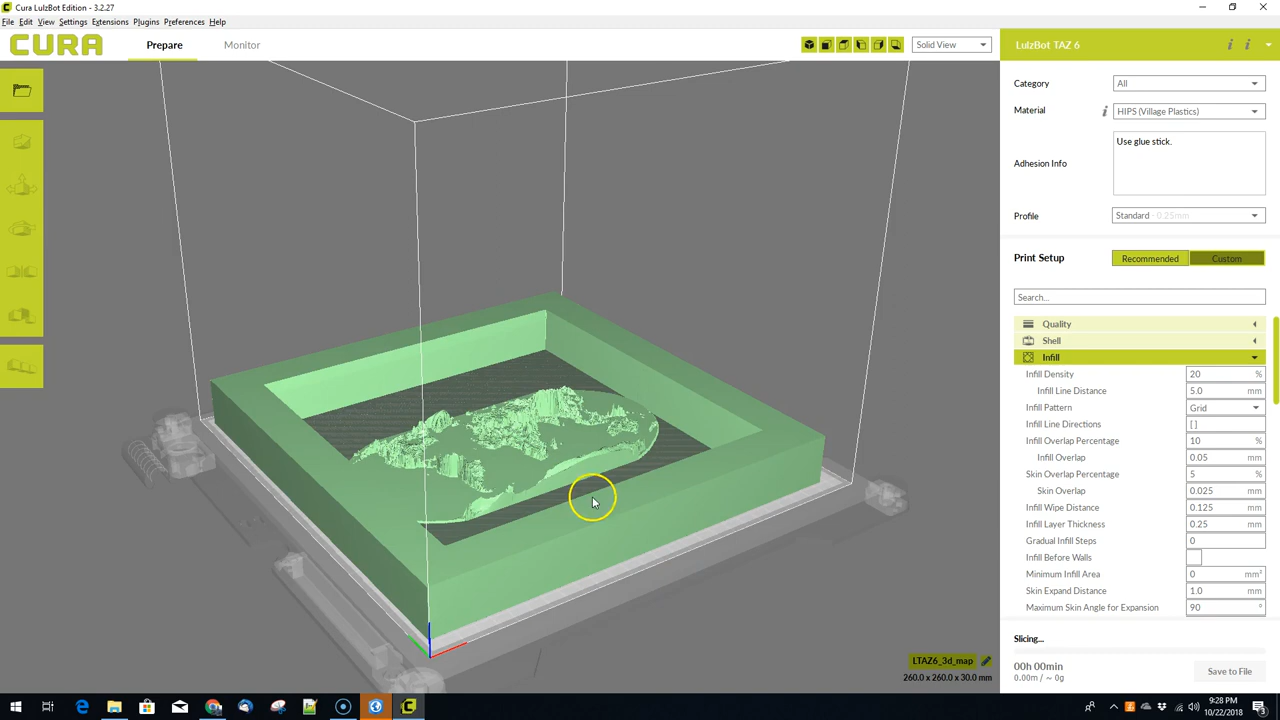 Cura LulzBot Edition - 3.2.27
File Edit View Settings Extensions Plugins Preferences Help
CURA Prepare Monitor Solid View
LulzBot TAZ 6
Category All
Material HIPS (Village Plastics)
Adhesion Info Use glue stick.
Profile Standard - 0.25mm
Print Setup Recommended Custom
Search...
Quality
Shell
Infill
Infill Density 20 %
Infill Line Distance 5.0 mm
Infill Pattern Grid
Infill Line Directions [ ]
Infill Overlap Percentage 10 %
Infill Overlap 0.05 mm
Skin Overlap Percentage 5 %
Skin Overlap 0.025 mm
Infill Wipe Distance 0.125 mm
Infill Layer Thickness 0.25 mm
Gradual Infill Steps 0
Infill Before Walls
Minimum Infill Area 0 mm²
Skin Expand Distance 1.0 mm
Maximum Skin Angle for Expansion 90 °
Slicing...
00h 00min
0.00m / ~ 0g
Save to File
LTAZ6_3d_map
260.0 x 260.0 x 30.0 mm
9:28 PM
10/22/2018